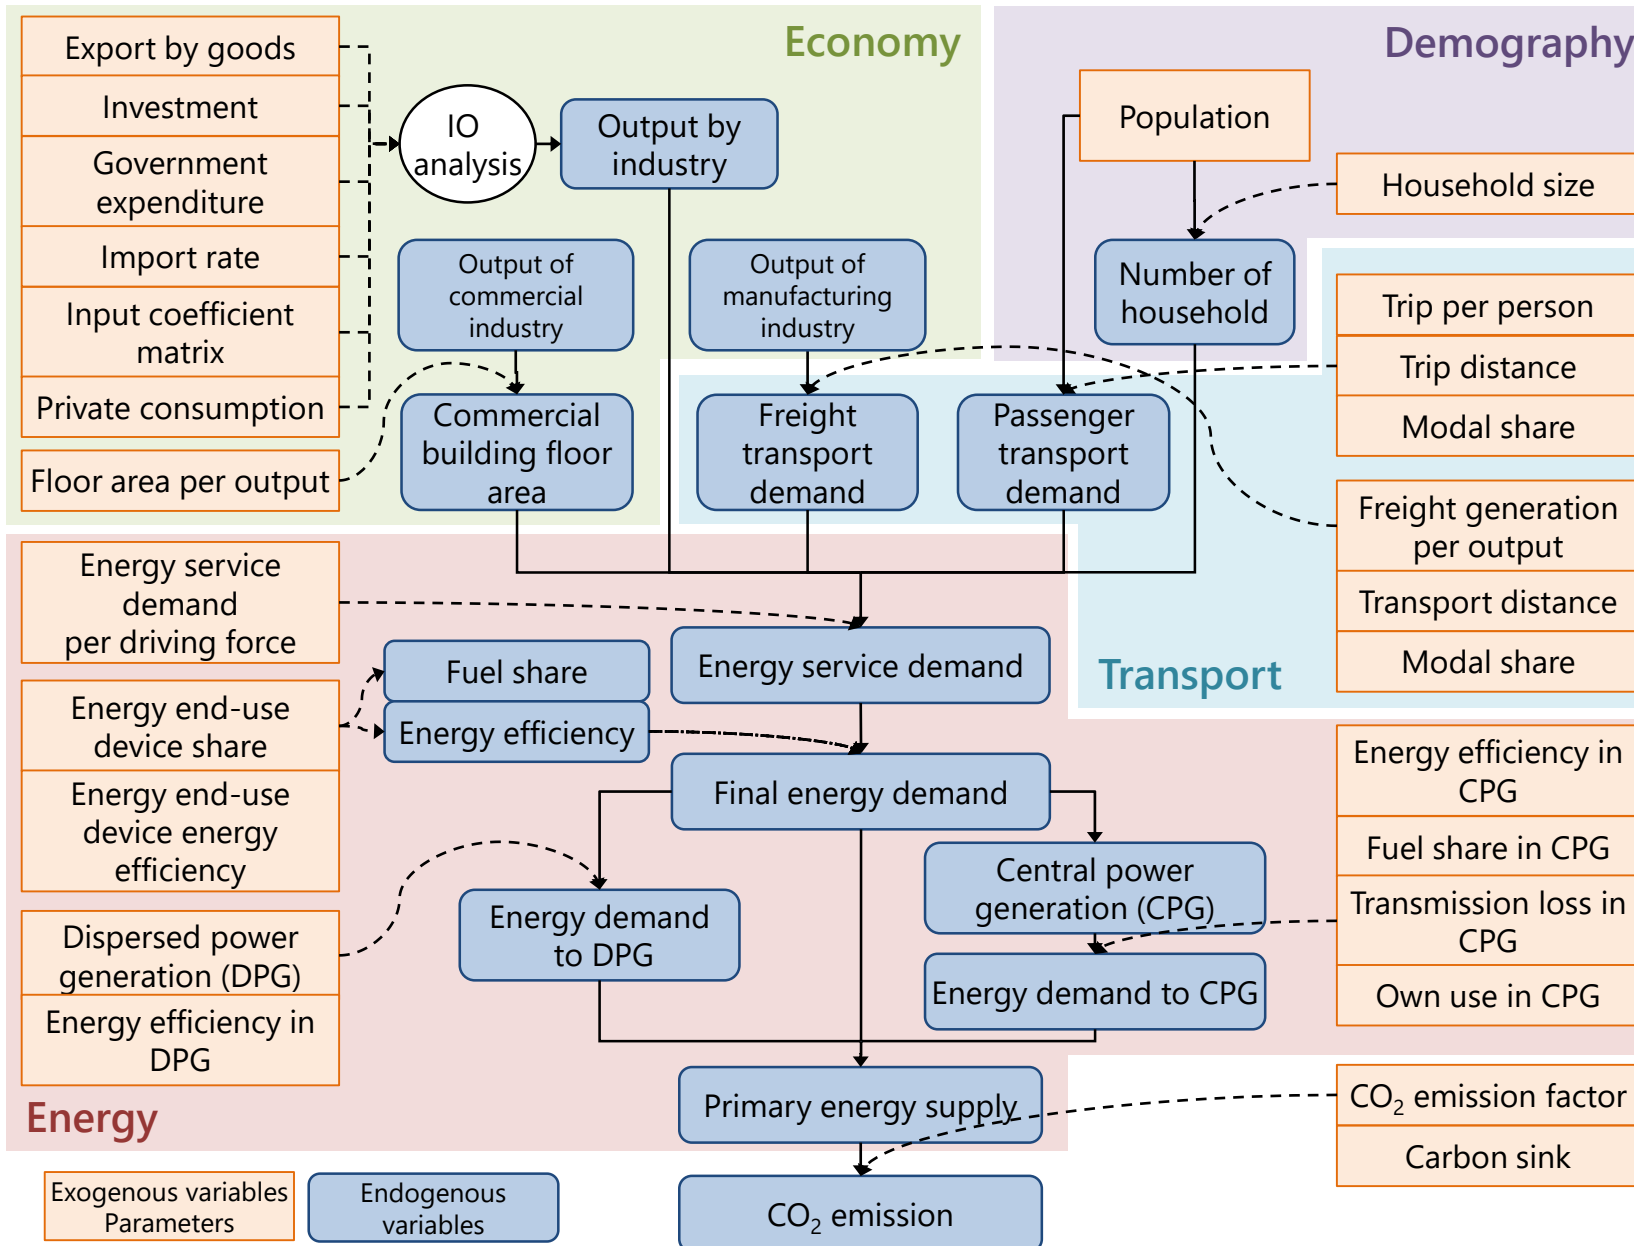 Economy
Demography
Export by goods
Investment
Government
expenditure
Import rate
Input coefficient
matrix
Private consumption
Floor area per output
IO
analysis
Output by
industry
Output of
commercial
industry
Output of
manufacturing
industry
Commercial
building floor
area
Population
Household size
Number of
household
Freight
transport
demand
Passenger
transport
demand
Trip per person
Trip distance
Modal share
Freight generation
per output
Transport distance
Modal share
Transport
Energy service
demand
per driving force
Energy end-use
device share
Energy end-use
device energy
efficiency
Dispersed power
generation (DPG)
Energy efficiency in
DPG
Fuel share
Energy efficiency
Energy service demand
Final energy demand
Energy demand
to DPG
Central power
generation (CPG)
Energy demand to CPG
Energy efficiency in
CPG
Fuel share in CPG
Transmission loss in
CPG
Own use in CPG
Primary energy supply
Energy
CO₂ emission factor
Carbon sink
CO₂ emission
Exogenous variables
Parameters
Endogenous
variables